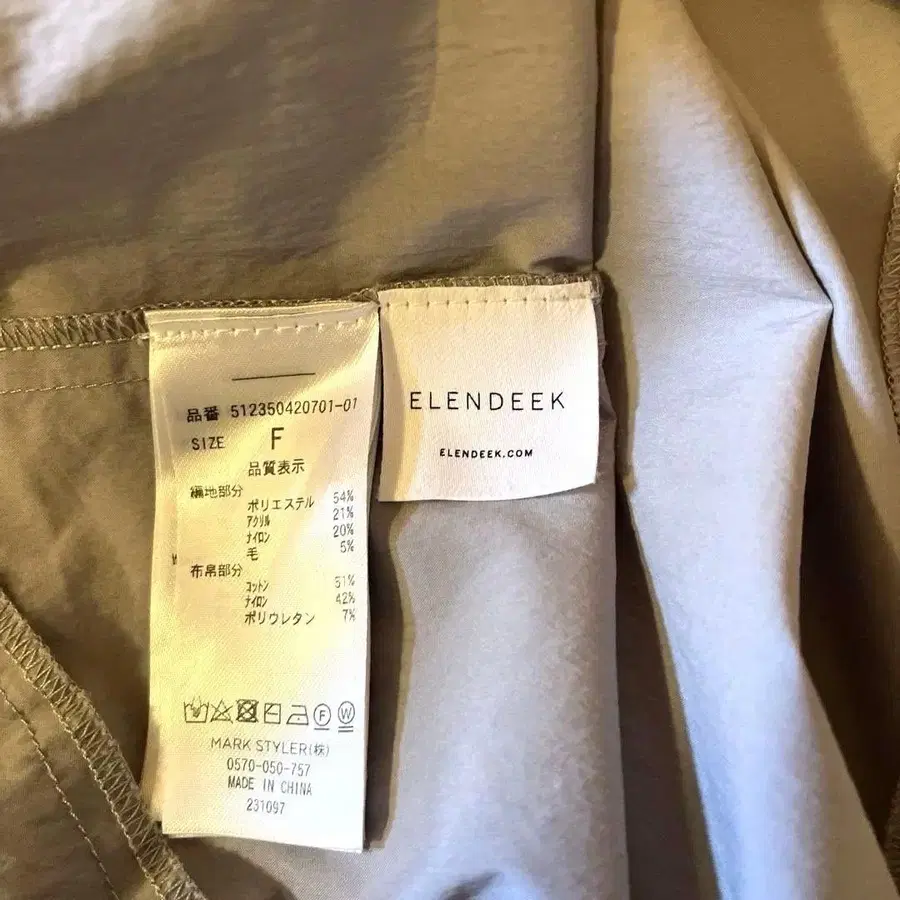 品番 512350420701-01
SIZE F
品質表示
編地部分
ポリエステル 54%
アクリル 21%
ナイロン 20%
毛 5%
布帛部分
コットン 51%
ナイロン 42%
ポリウレタン 7%
F W
MARK STYLER(株)
0570-050-757
MADE IN CHINA
231097
ELENDEEK
ELENDEEK.COM